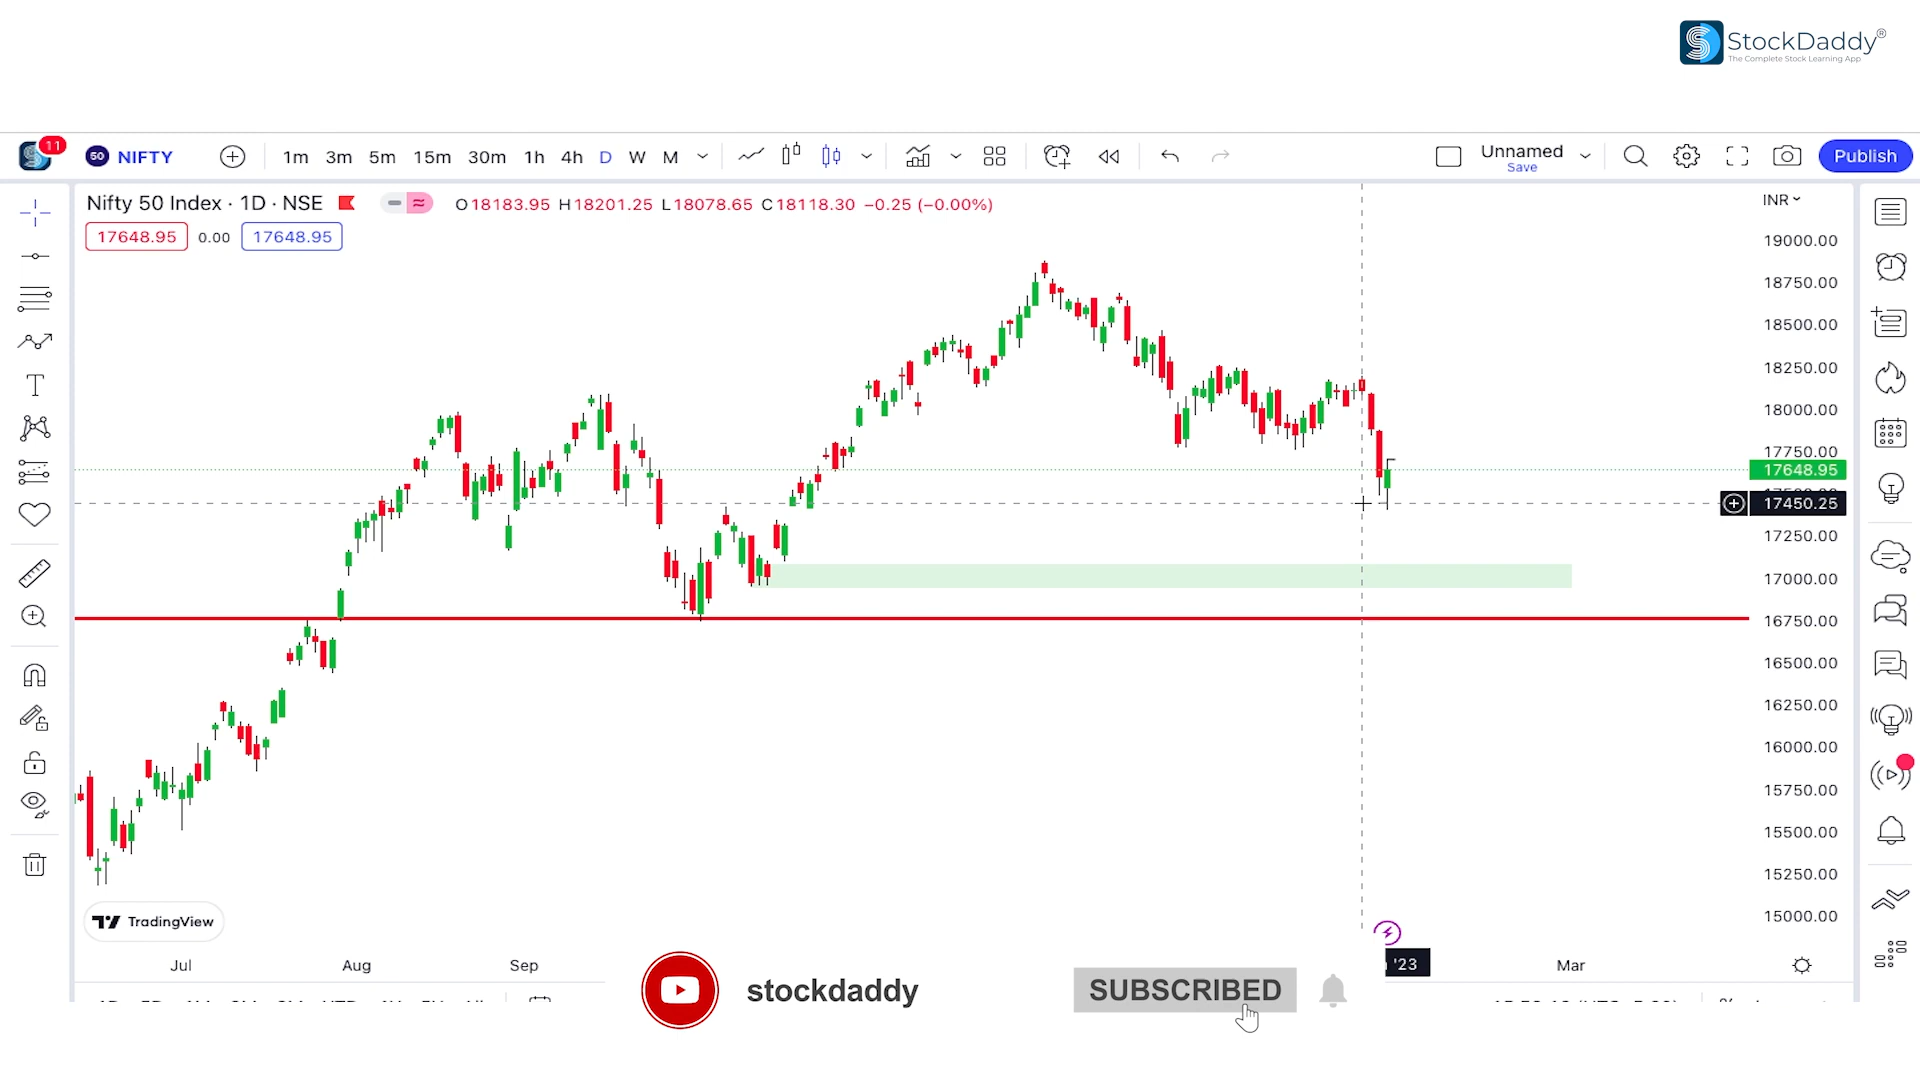 StockDaddy®
The Complete Stock Learning App
11
50 NIFTY 1m 3m 5m 15m 30m 1h 4h D W M Unnamed Publish
Save
Nifty 50 Index · 1D · NSE O18183.95 H18201.25 L18078.65 C18118.30 −0.25 (−0.00%)
INR
17648.95 0.00 17648.95
19000.00
18750.00
18500.00
18250.00
18000.00
17750.00
17648.95
17450.25
17250.00
17000.00
16750.00
16500.00
16250.00
16000.00
15750.00
15500.00
15250.00
15000.00
TradingView
Jul Aug Sep '23 Mar
stockdaddy
SUBSCRIBED